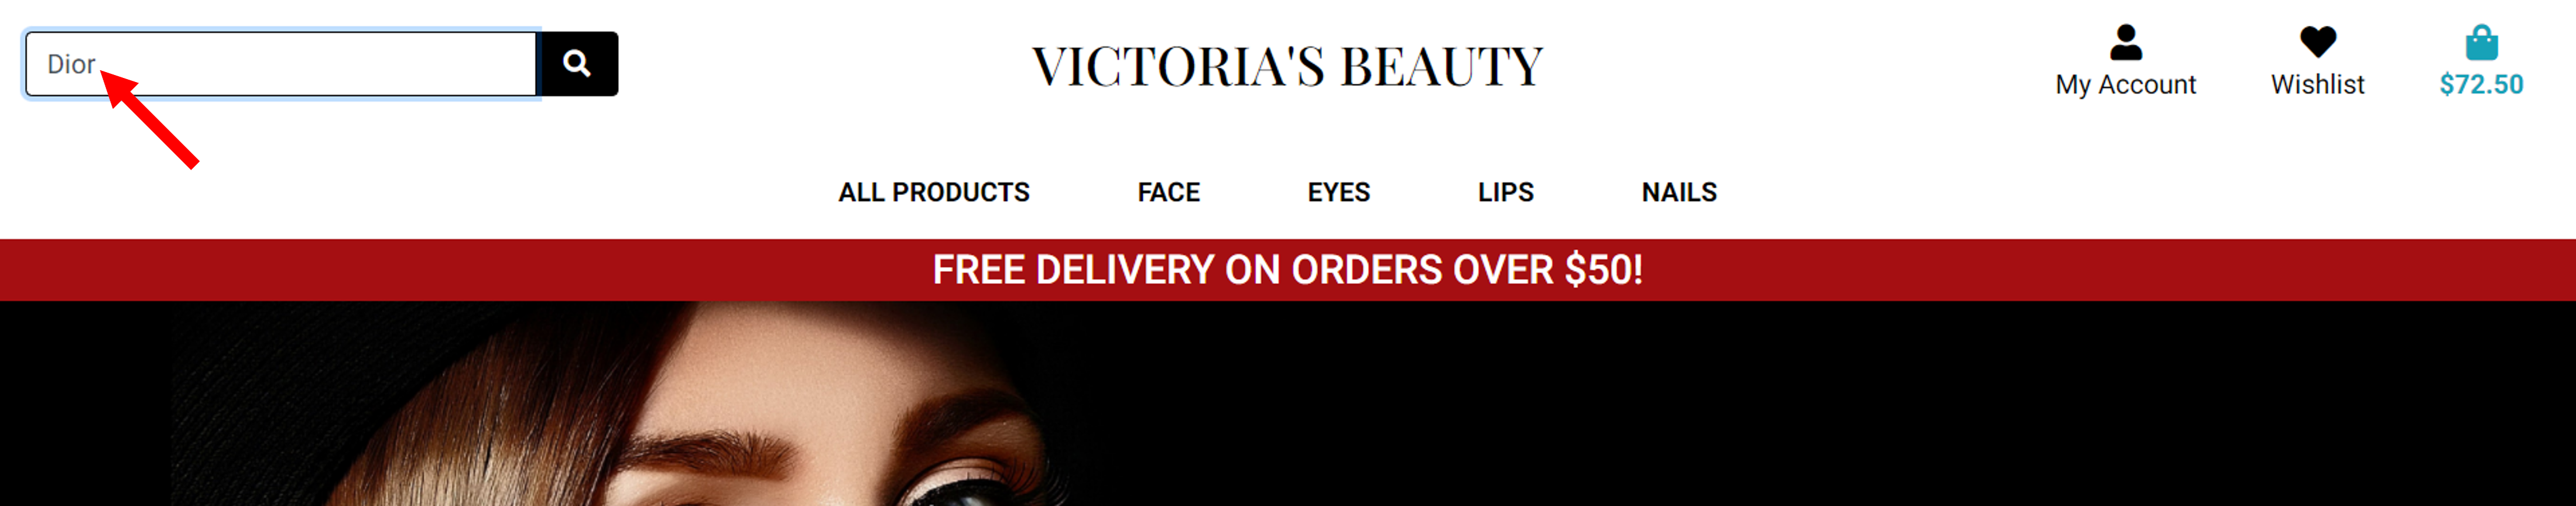 Dior
VICTORIA'S BEAUTY
My Account
Wishlist
$72.50
ALL PRODUCTS
FACE
EYES
LIPS
NAILS
FREE DELIVERY ON ORDERS OVER $50!